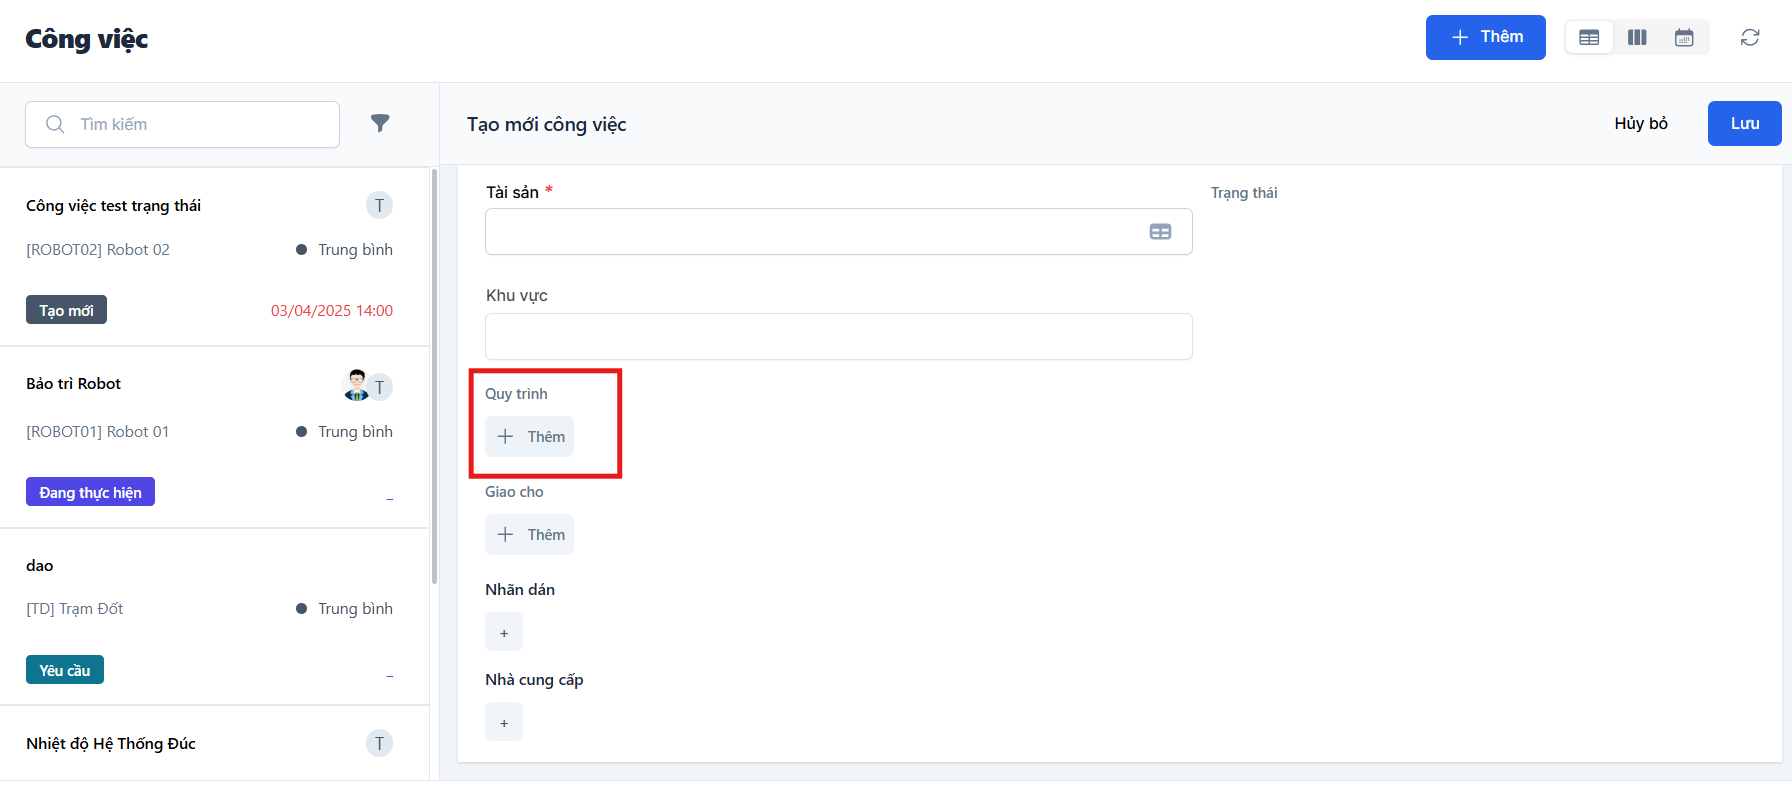 Công việc
Thêm
Tìm kiếm
Tạo mới công việc
Hủy bỏ
Lưu
Công việc test trạng thái
T
[ROBOT02] Robot 02
Trung bình
Tạo mới
03/04/2025 14:00
Bảo trì Robot
T
[ROBOT01] Robot 01
Trung bình
Đang thực hiện
–
dao
[TD] Trạm Đốt
Trung bình
Yêu cầu
–
Nhiệt độ Hệ Thống Đúc
T
Tài sản *
Trạng thái
Khu vực
Quy trình
+ Thêm
Giao cho
+ Thêm
Nhãn dán
+
Nhà cung cấp
+